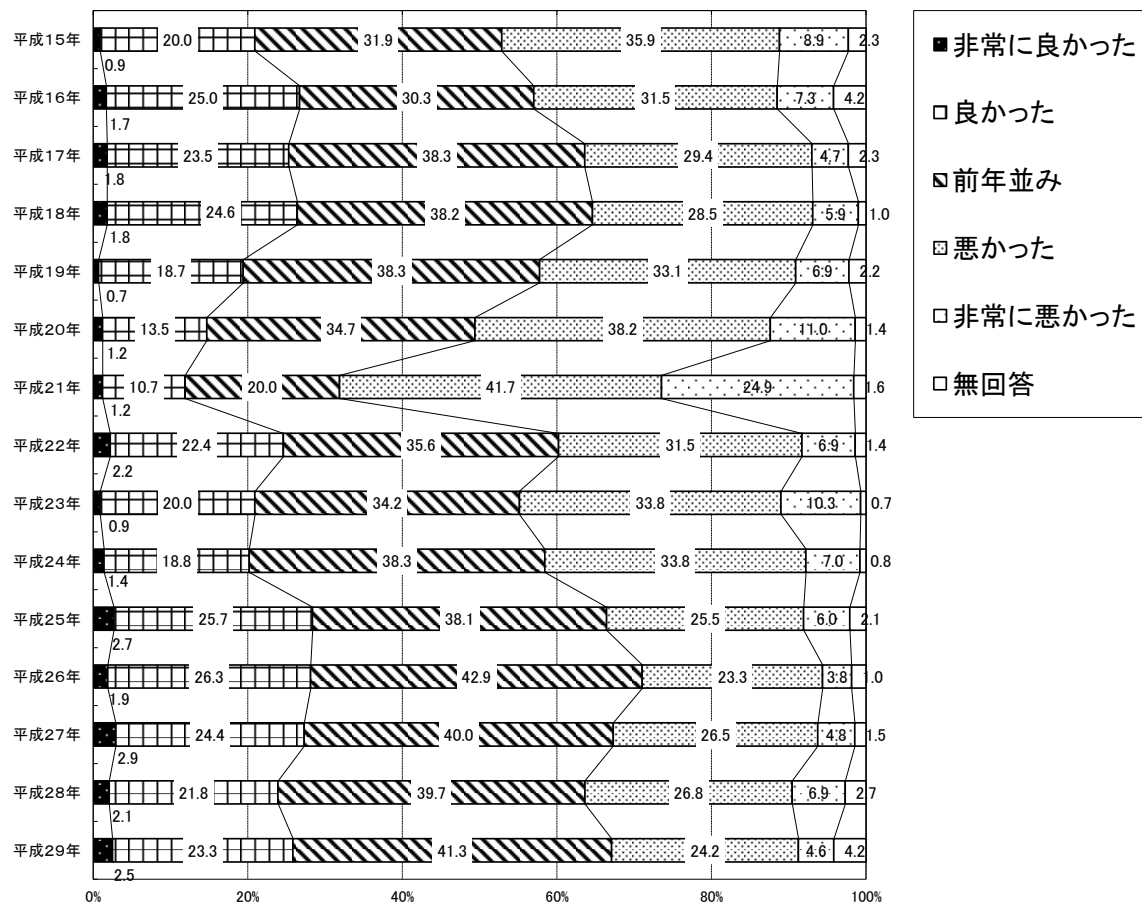 平成15年 20.0 31.9 35.9 8.9 2.3
0.9
平成16年 25.0 30.3 31.5 7.3 4.2
1.7
平成17年 23.5 38.3 29.4 4.7 2.3
1.8
平成18年 24.6 38.2 28.5 5.9 1.0
1.8
平成19年 18.7 38.3 33.1 6.9 2.2
0.7
平成20年 13.5 34.7 38.2 11.0 1.4
1.2
平成21年 10.7 20.0 41.7 24.9 1.6
1.2
平成22年 22.4 35.6 31.5 6.9 1.4
2.2
平成23年 20.0 34.2 33.8 10.3 0.7
0.9
平成24年 18.8 38.3 33.8 7.0 0.8
1.4
平成25年 25.7 38.1 25.5 6.0 2.1
2.7
平成26年 26.3 42.9 23.3 3.8 1.0
1.9
平成27年 24.4 40.0 26.5 4.8 1.5
2.9
平成28年 21.8 39.7 26.8 6.9 2.7
2.1
平成29年 23.3 41.3 24.2 4.6 4.2
2.5
0% 20% 40% 60% 80% 100%
非常に良かった
良かった
前年並み
悪かった
非常に悪かった
無回答